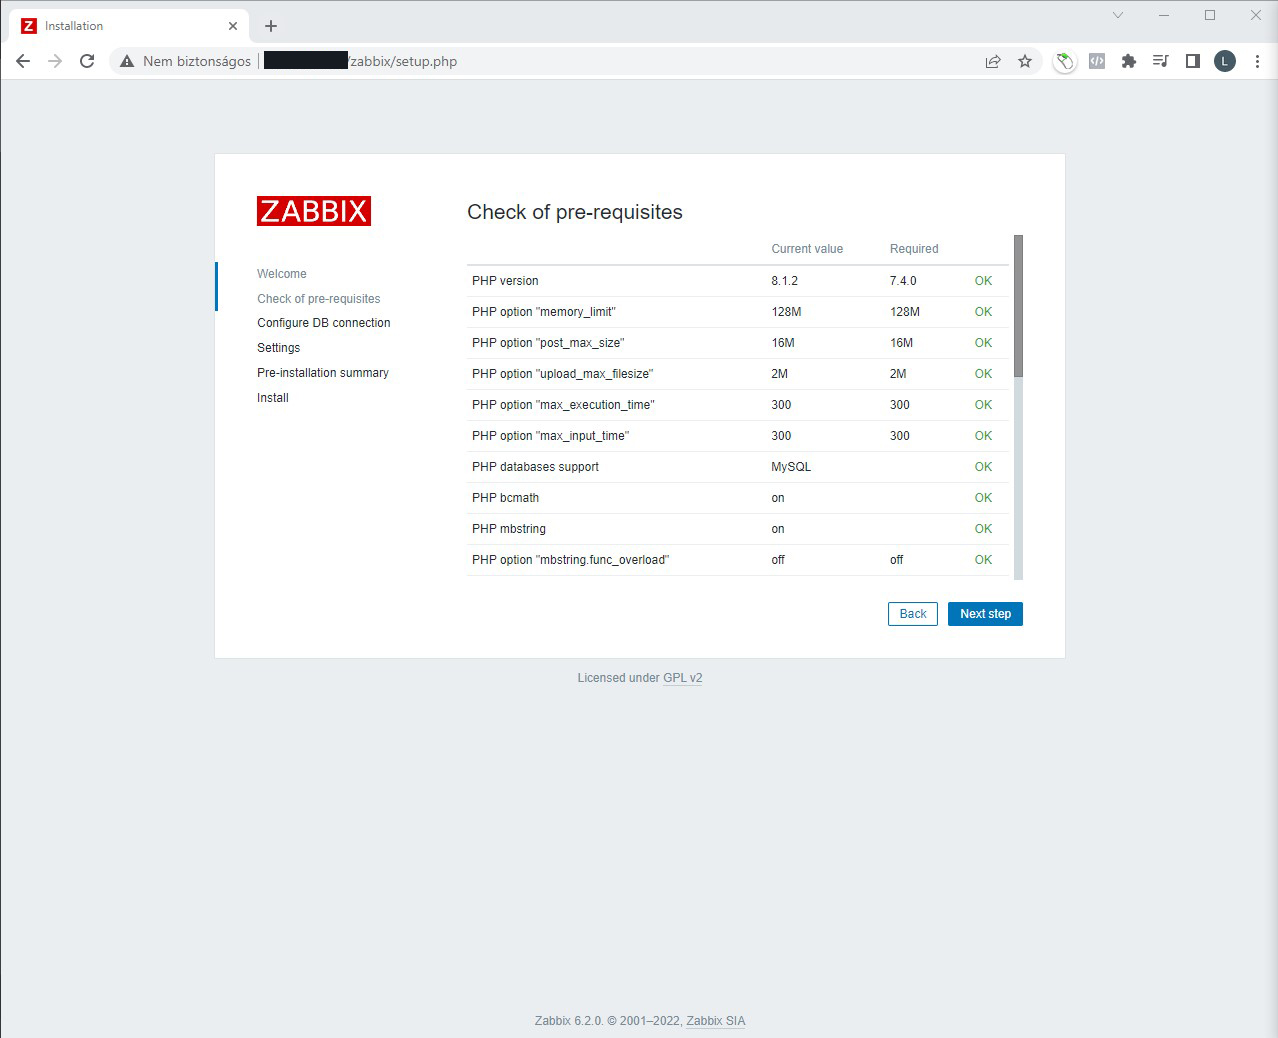 Z Installation
Nem biztonságos | /zabbix/setup.php
L
ZABBIX
Welcome
Check of pre-requisites
Configure DB connection
Settings
Pre-installation summary
Install
Check of pre-requisites
Current value Required
PHP version 8.1.2 7.4.0 OK
PHP option "memory_limit" 128M 128M OK
PHP option "post_max_size" 16M 16M OK
PHP option "upload_max_filesize" 2M 2M OK
PHP option "max_execution_time" 300 300 OK
PHP option "max_input_time" 300 300 OK
PHP databases support MySQL OK
PHP bcmath on OK
PHP mbstring on OK
PHP option "mbstring.func_overload" off off OK
Back Next step
Licensed under GPL v2
Zabbix 6.2.0. © 2001–2022, Zabbix SIA